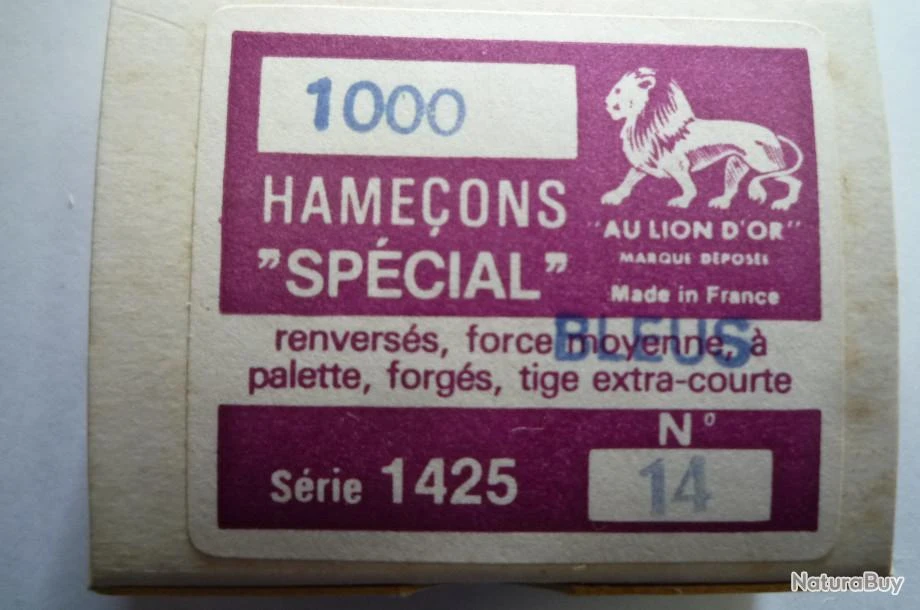 1000
HAMEÇONS
"SPÉCIAL"
"AU LION D'OR"
MARQUE DÉPOSÉE
Made in France
BLEUS
renversés, force moyenne, à
palette, forgés, tige extra-courte
Série 1425
N°
14
NaturaBuy